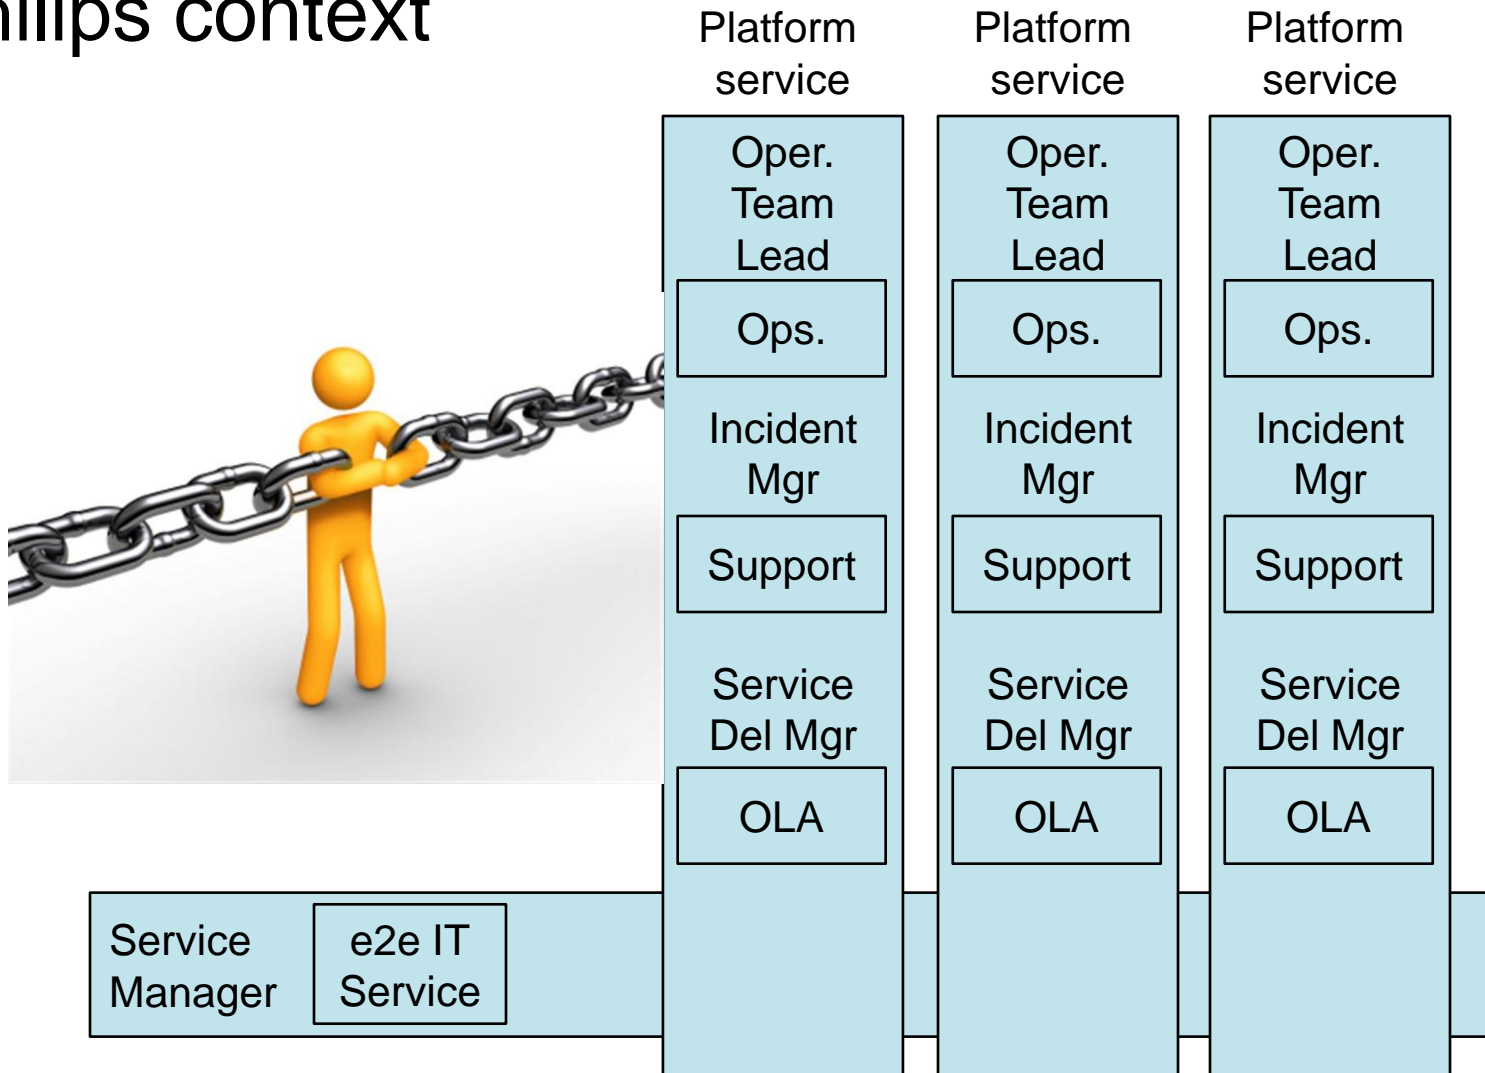 context
Platform
service
Oper.
Team
Lead
Ops.
Incident
Mgr
Support
Service
Del Mgr
OLA
Platform
service
Oper.
Team
Lead
Ops.
Incident
Mgr
Support
Service
Del Mgr
OLA
Platform
service
Oper.
Team
Lead
Ops.
Incident
Mgr
Support
Service
Del Mgr
OLA
Service
Manager
e2e IT
Service